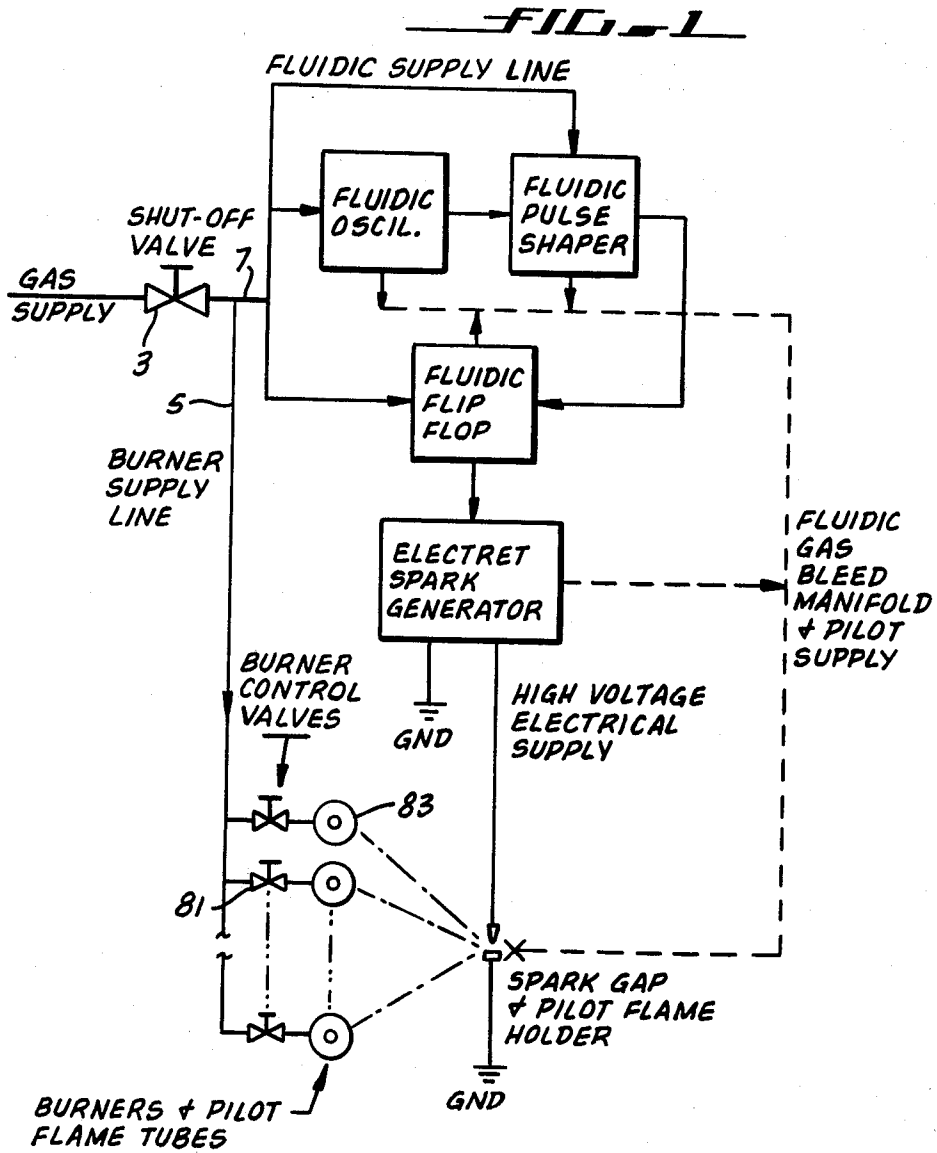 FIG-1
FLUIDIC SUPPLY LINE
FLUIDIC
OSCIL.
FLUIDIC
PULSE
SHAPER
SHUT-OFF
VALVE
7
GAS
SUPPLY
3
5
FLUIDIC
FLIP
FLOP
BURNER
SUPPLY
LINE
ELECTRET
SPARK
GENERATOR
FLUIDIC
GAS
BLEED
MANIFOLD
& PILOT
SUPPLY
BURNER
CONTROL
VALVES
GND
HIGH VOLTAGE
ELECTRICAL
SUPPLY
83
81
SPARK GAP
& PILOT FLAME
HOLDER
GND
BURNERS & PILOT
FLAME TUBES